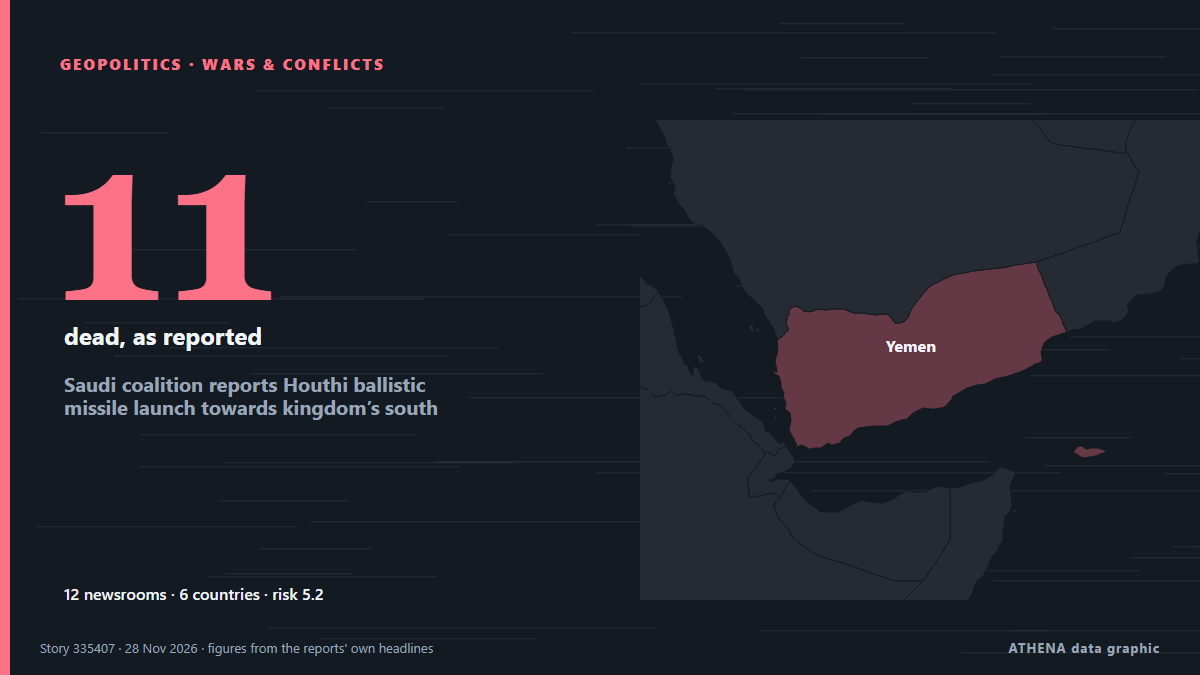 GEOPOLITICS · WARS & CONFLICTS
11
dead, as reported
Saudi coalition reports Houthi ballistic
missile launch towards kingdom’s south
Yemen
12 newsrooms · 6 countries · risk 5.2
Story 335407 · 28 Nov 2026 · figures from the reports' own headlines
ATHENA data graphic